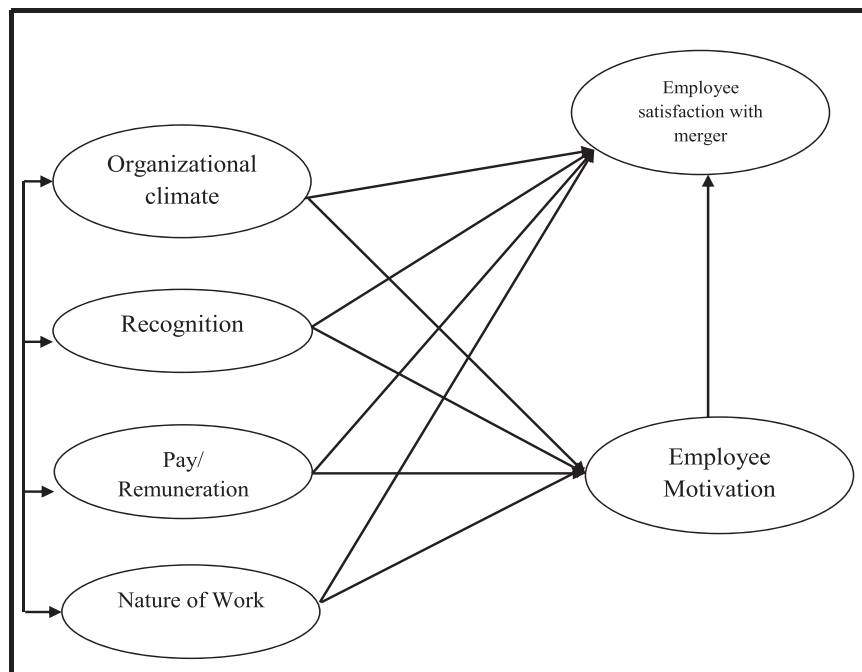 Employee
satisfaction with
merger
Organizational
climate
Recognition
Pay/
Remuneration
Employee
Motivation
Nature of Work